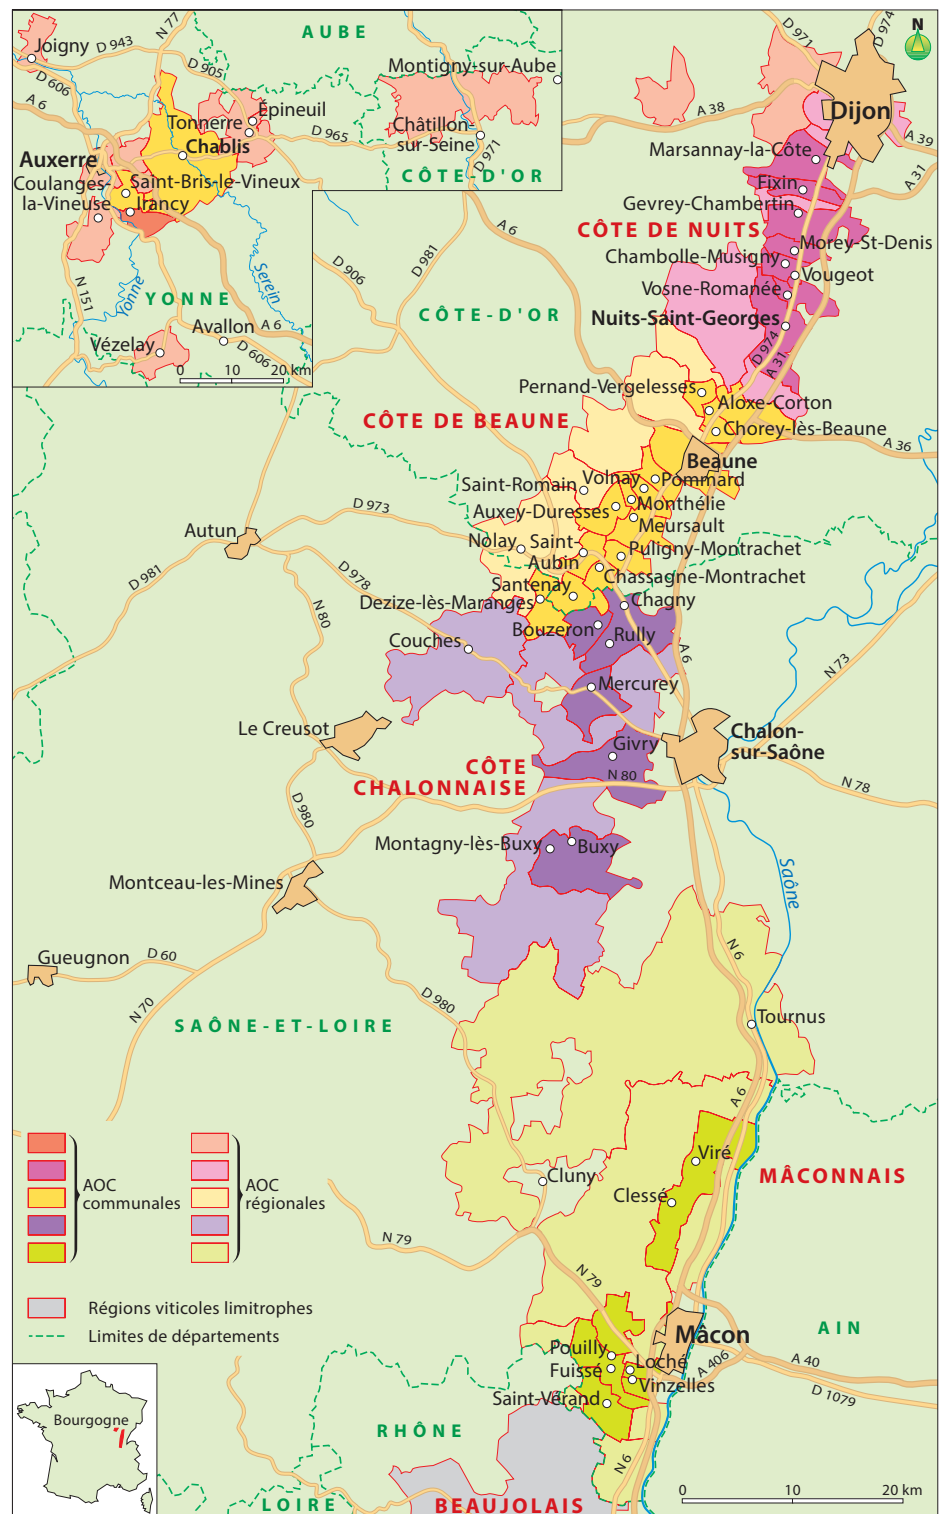 AUBE
N 77
Joigny
D 943
D 905
D 606
A 6
Montigny-sur-Aube
Épineuil
Tonnerre
Chablis
D 965
Châtillon-
sur-Seine
D 971
Auxerre
Coulanges-
la-Vineuse
Saint-Bris-le-Vineux
Irancy
CÔTE-D'OR
Serein
Yonne
N 151
YONNE
Avallon
A 6
Vézelay
D 606
0 10 20 km
N
D 971
D 974
A 38
Dijon
A 39
A 31
Marsannay-la-Côte
Fixin
Gevrey-Chambertin
CÔTE DE NUITS
A 6
D 981
D 906
Morey-St-Denis
Chambolle-Musigny
Vougeot
Vosne-Romanée
CÔTE-D'OR
Nuits-Saint-Georges
D 974
A 31
Pernand-Vergelesses
Aloxe-Corton
CÔTE DE BEAUNE
Chorey-lès-Beaune
A 36
Beaune
Saint-Romain
Volnay
Pommard
Auxey-Duresses
Monthélie
Meursault
D 973
Autun
Nolay
Saint-
Aubin
Puligny-Montrachet
Chassagne-Montrachet
Santenay
D 981
D 978
Dezize-lès-Maranges
Chagny
N 80
Bouzeron
Rully
Couches
A 6
N 73
Mercurey
Le Creusot
Givry
Chalon-
sur-Saône
CÔTE
CHALONNAISE
N 80
N 78
D 980
Montagny-lès-Buxy
Buxy
Saône
Montceau-les-Mines
Gueugnon
D 60
N 6
N 70
D 980
SAÔNE-ET-LOIRE
Tournus
A 6
Viré
MÂCONNAIS
Cluny
Clessé
AOC
communales
AOC
régionales
N 79
N 79
Régions viticoles limitrophes
Limites de départements
Mâcon
AIN
Pouilly
Fuissé
Loché
Vinzelles
A 406
A 40
D 1079
Saint-Vérand
Bourgogne
RHÔNE
N 6
LOIRE
BEAUJOLAIS
0 10 20 km